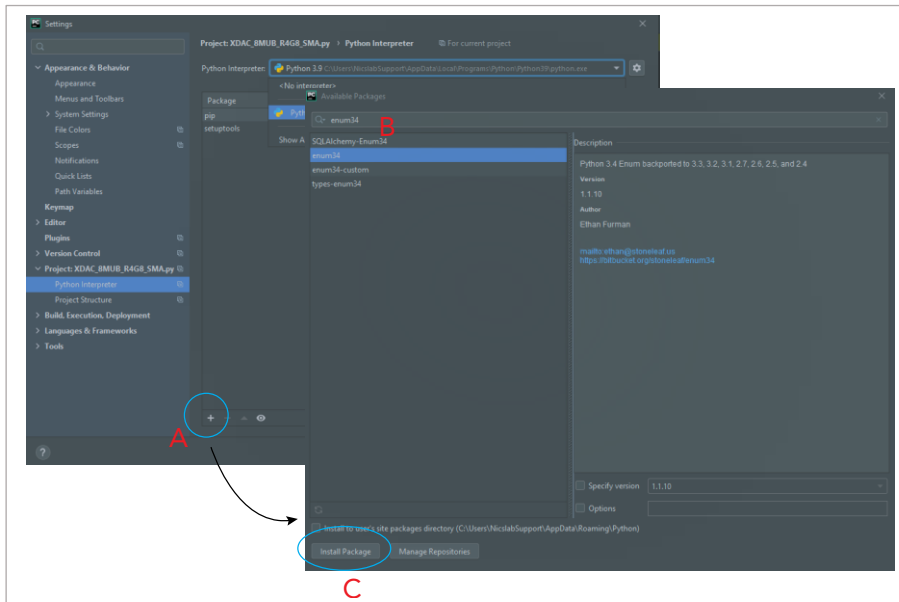 PC Settings
Project: XDAC_8MUB_R4G8_SMA.py > Python Interpreter For current project
Appearance & Behavior
Appearance
Menus and Toolbars
System Settings
File Colors
Scopes
Notifications
Quick Lists
Path Variables
Keymap
Editor
Plugins
Version Control
Project: XDAC_8MUB_R4G8_SMA.py
Python Interpreter
Project Structure
Build, Execution, Deployment
Languages & Frameworks
Tools
?
Python Interpreter: Python 3.9 C:\Users\NicslabSupport\AppData\Local\Programs\Python\Python39\python.exe
<No interpreter>
Pyth
Show A
Package
pip
setuptools
A
PC Available Packages
enum34
B
SQLAlchemy-Enum34
enum34
enum34-custom
types-enum34
Description
Python 3.4 Enum backported to 3.3, 3.2, 3.1, 2.7, 2.6, 2.5, and 2.4
Version
1.1.10
Author
Ethan Furman
mailto:ethan@stoneleaf.us
https://bitbucket.org/stoneleaf/enum34
Specify version 1.1.10
Options
Install to user's site packages directory (C:\Users\NicslabSupport\AppData\Roaming\Python)
Install Package Manage Repositories
C